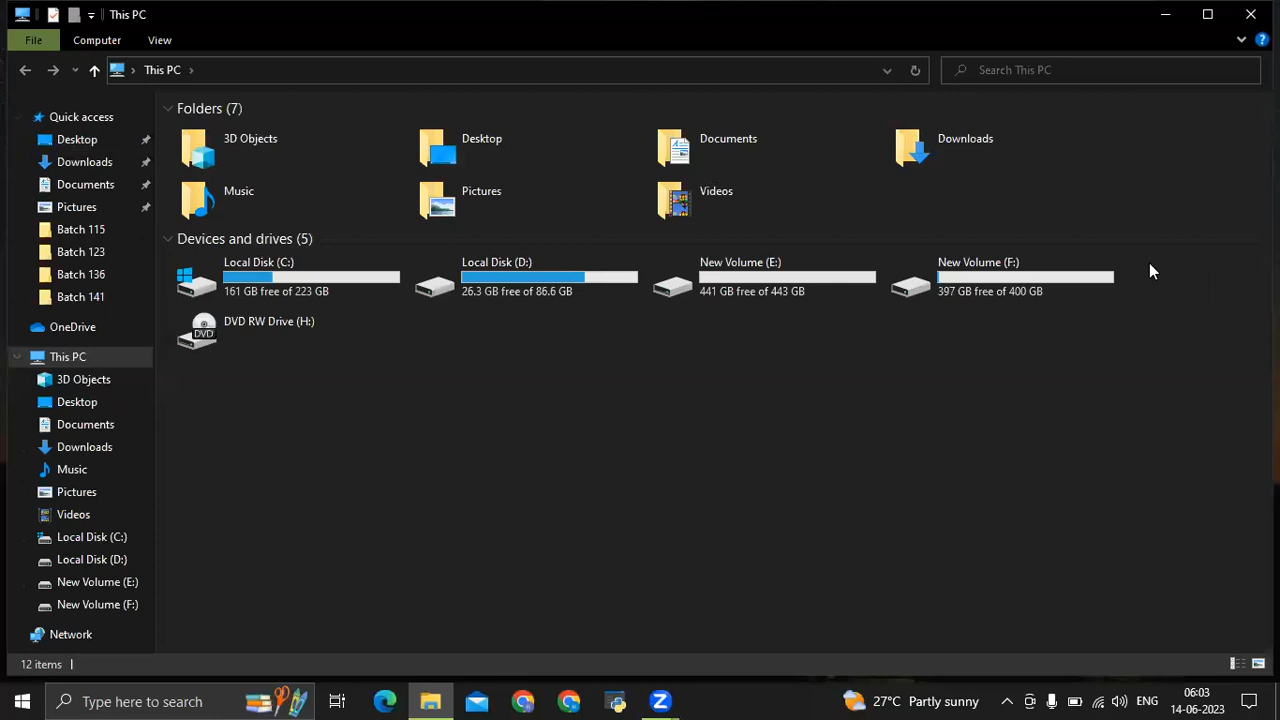 This PC
File
Computer
View
This PC
Search This PC
Quick access
Desktop
Downloads
Documents
Pictures
Batch 115
Batch 123
Batch 136
Batch 141
OneDrive
This PC
3D Objects
Desktop
Documents
Downloads
Music
Pictures
Videos
Local Disk (C:)
Local Disk (D:)
New Volume (E:)
New Volume (F:)
Network
Folders (7)
3D Objects
Desktop
Documents
Downloads
Music
Pictures
Videos
Devices and drives (5)
Local Disk (C:)
161 GB free of 223 GB
Local Disk (D:)
26.3 GB free of 86.6 GB
New Volume (E:)
441 GB free of 443 GB
New Volume (F:)
397 GB free of 400 GB
DVD
DVD RW Drive (H:)
12 items
Type here to search
27°C Partly sunny
ENG
06:03
14-06-2023